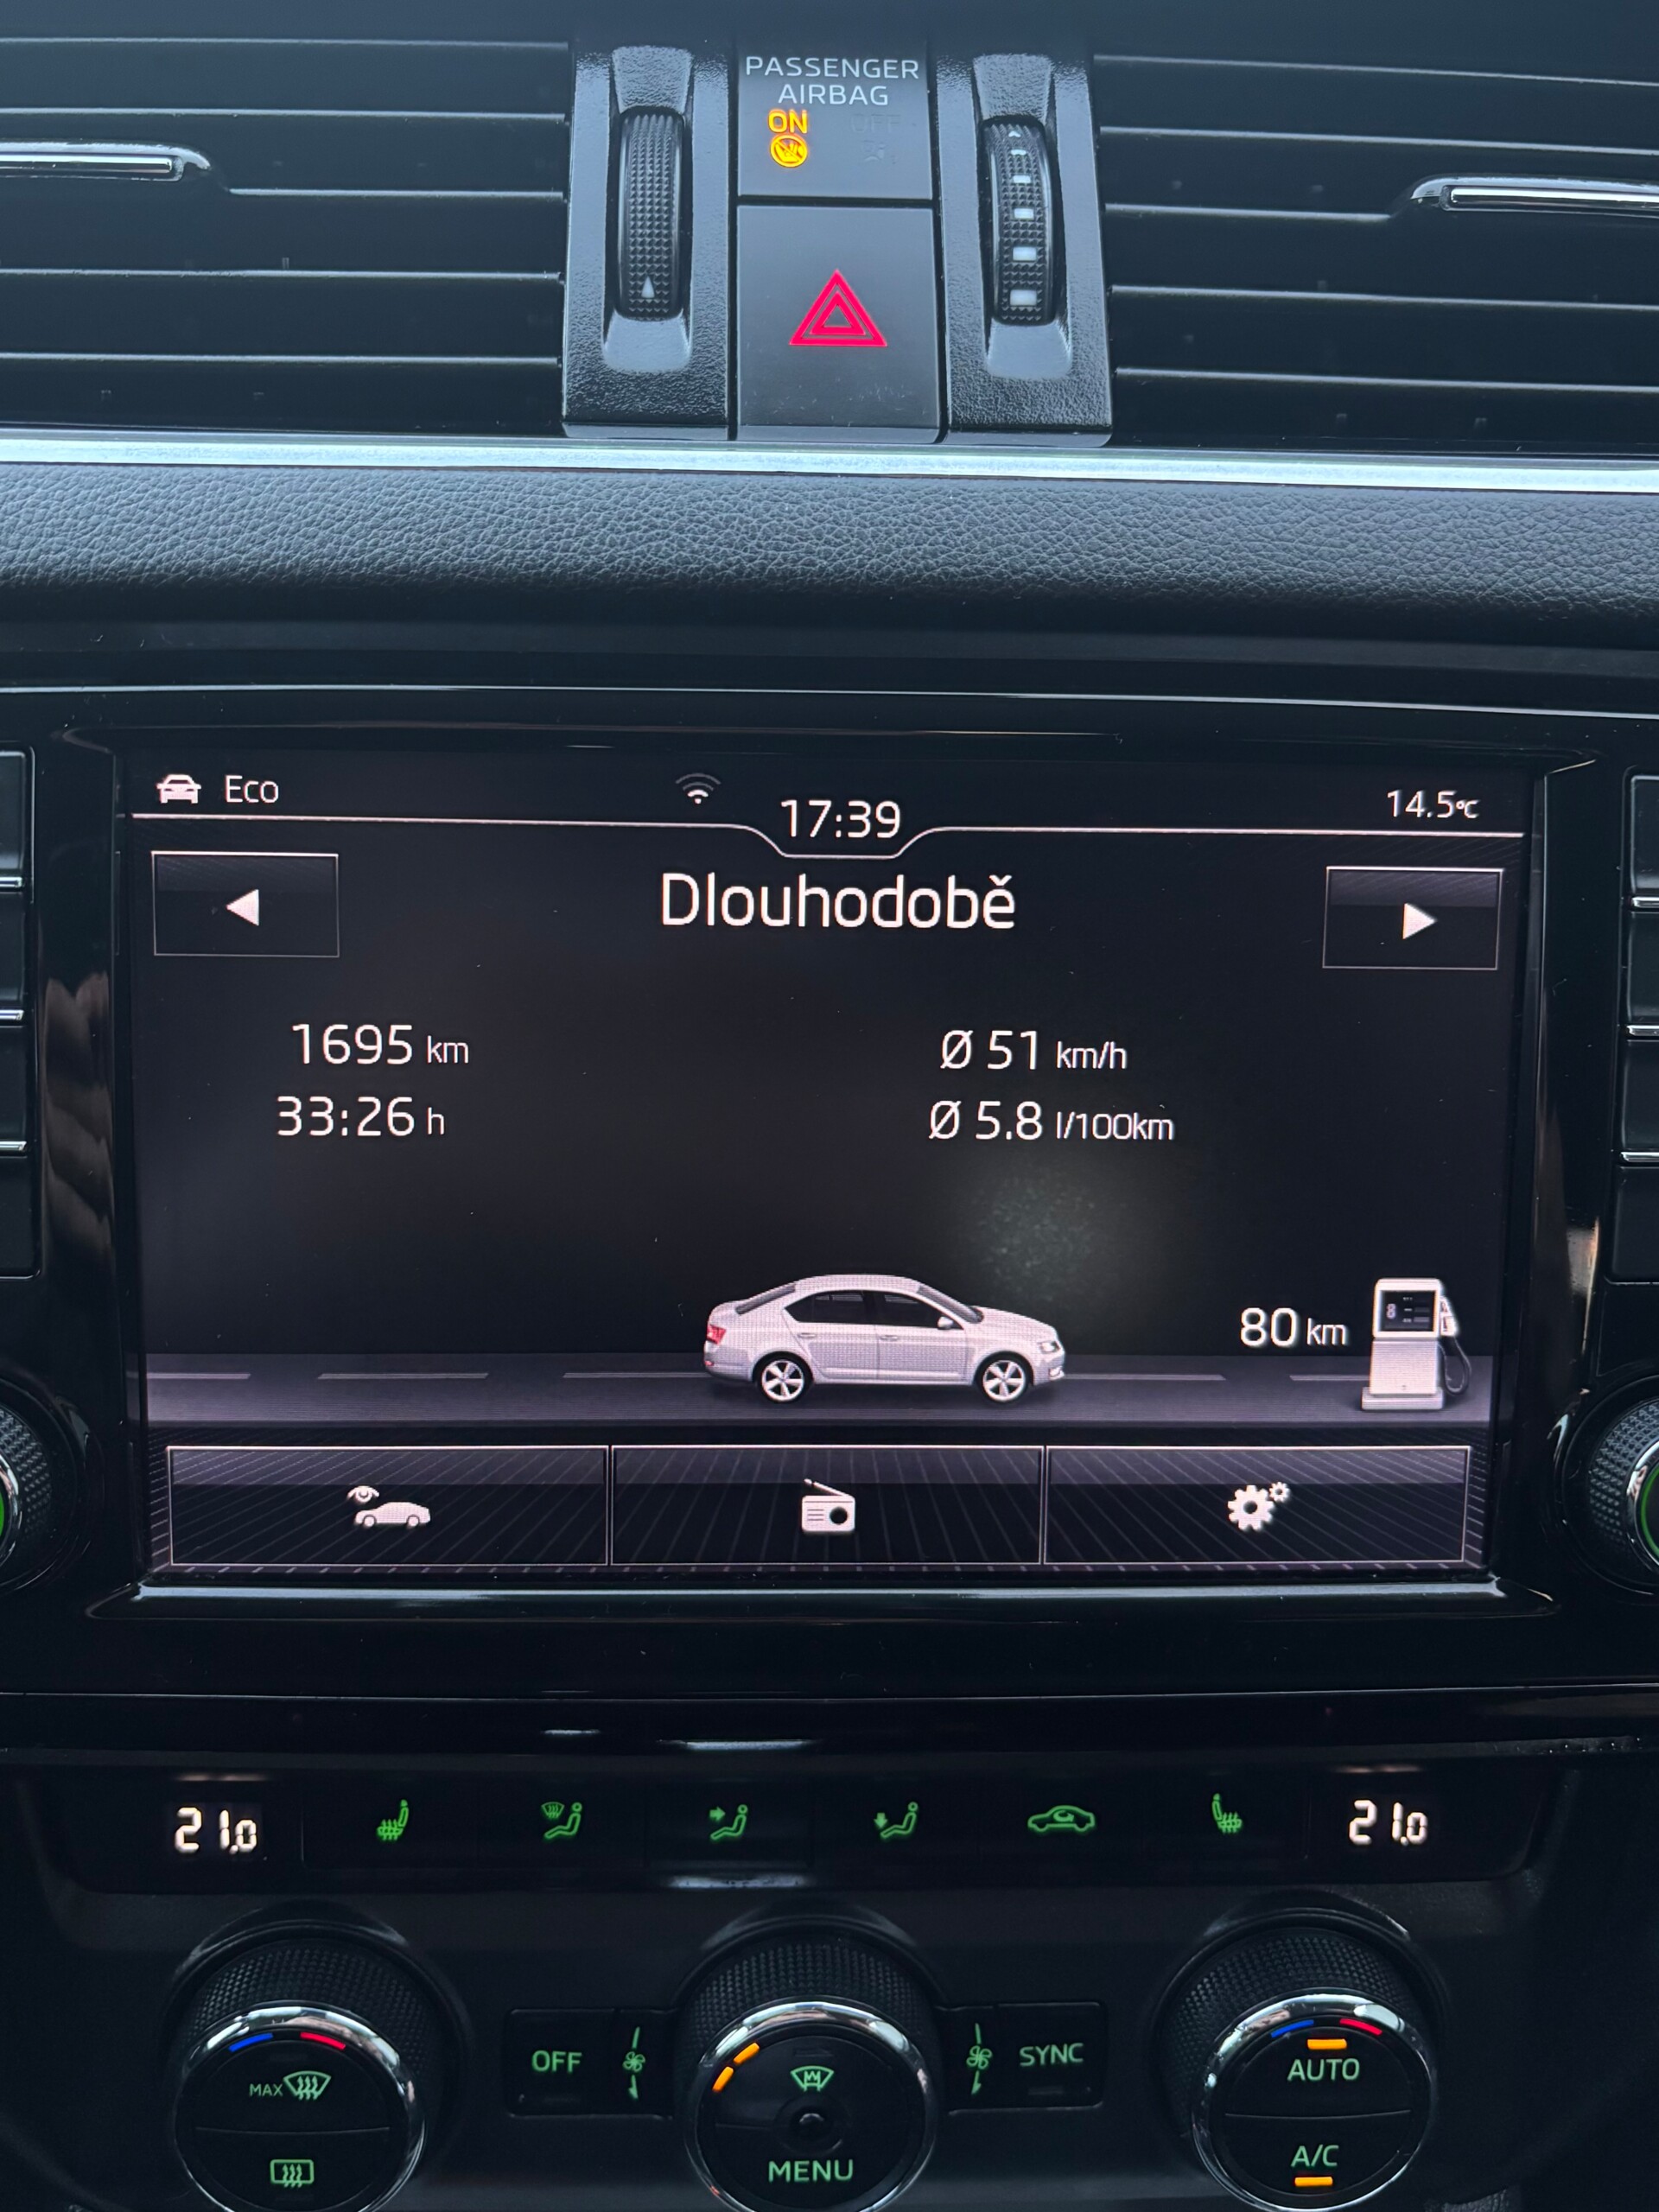 PASSENGER
AIRBAG
ON OFF
Eco
17:39
14.5°C
Dlouhodobě
1695 km
Ø 51 km/h
33:26 h
Ø 5.8 l/100km
80 km
21.0
21.0
MAX
OFF
MENU
SYNC
AUTO
A/C